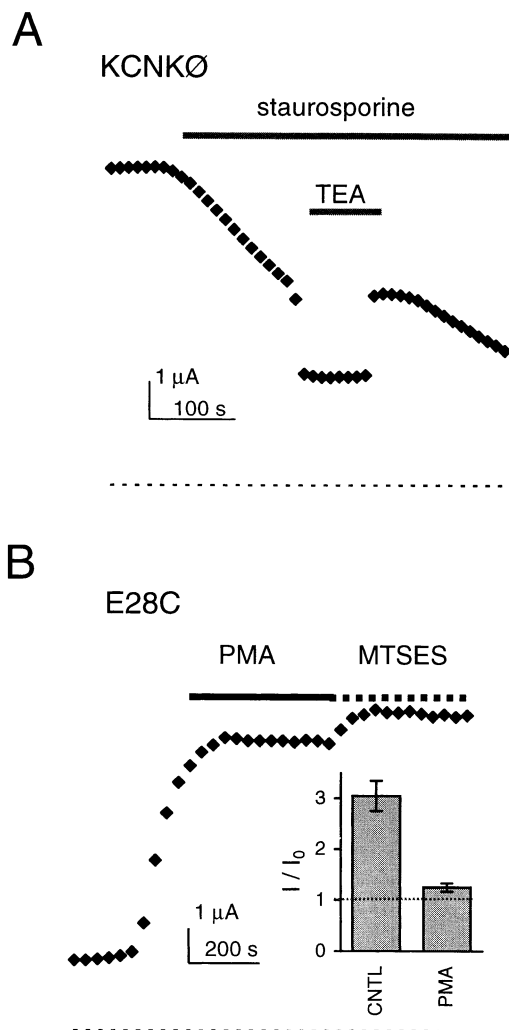 A
KCNKØ
staurosporine
TEA
1 µA
100 s
B
E28C
PMA MTSES
3
2
1
0
I / I0
CNTL
PMA
1 µA
200 s